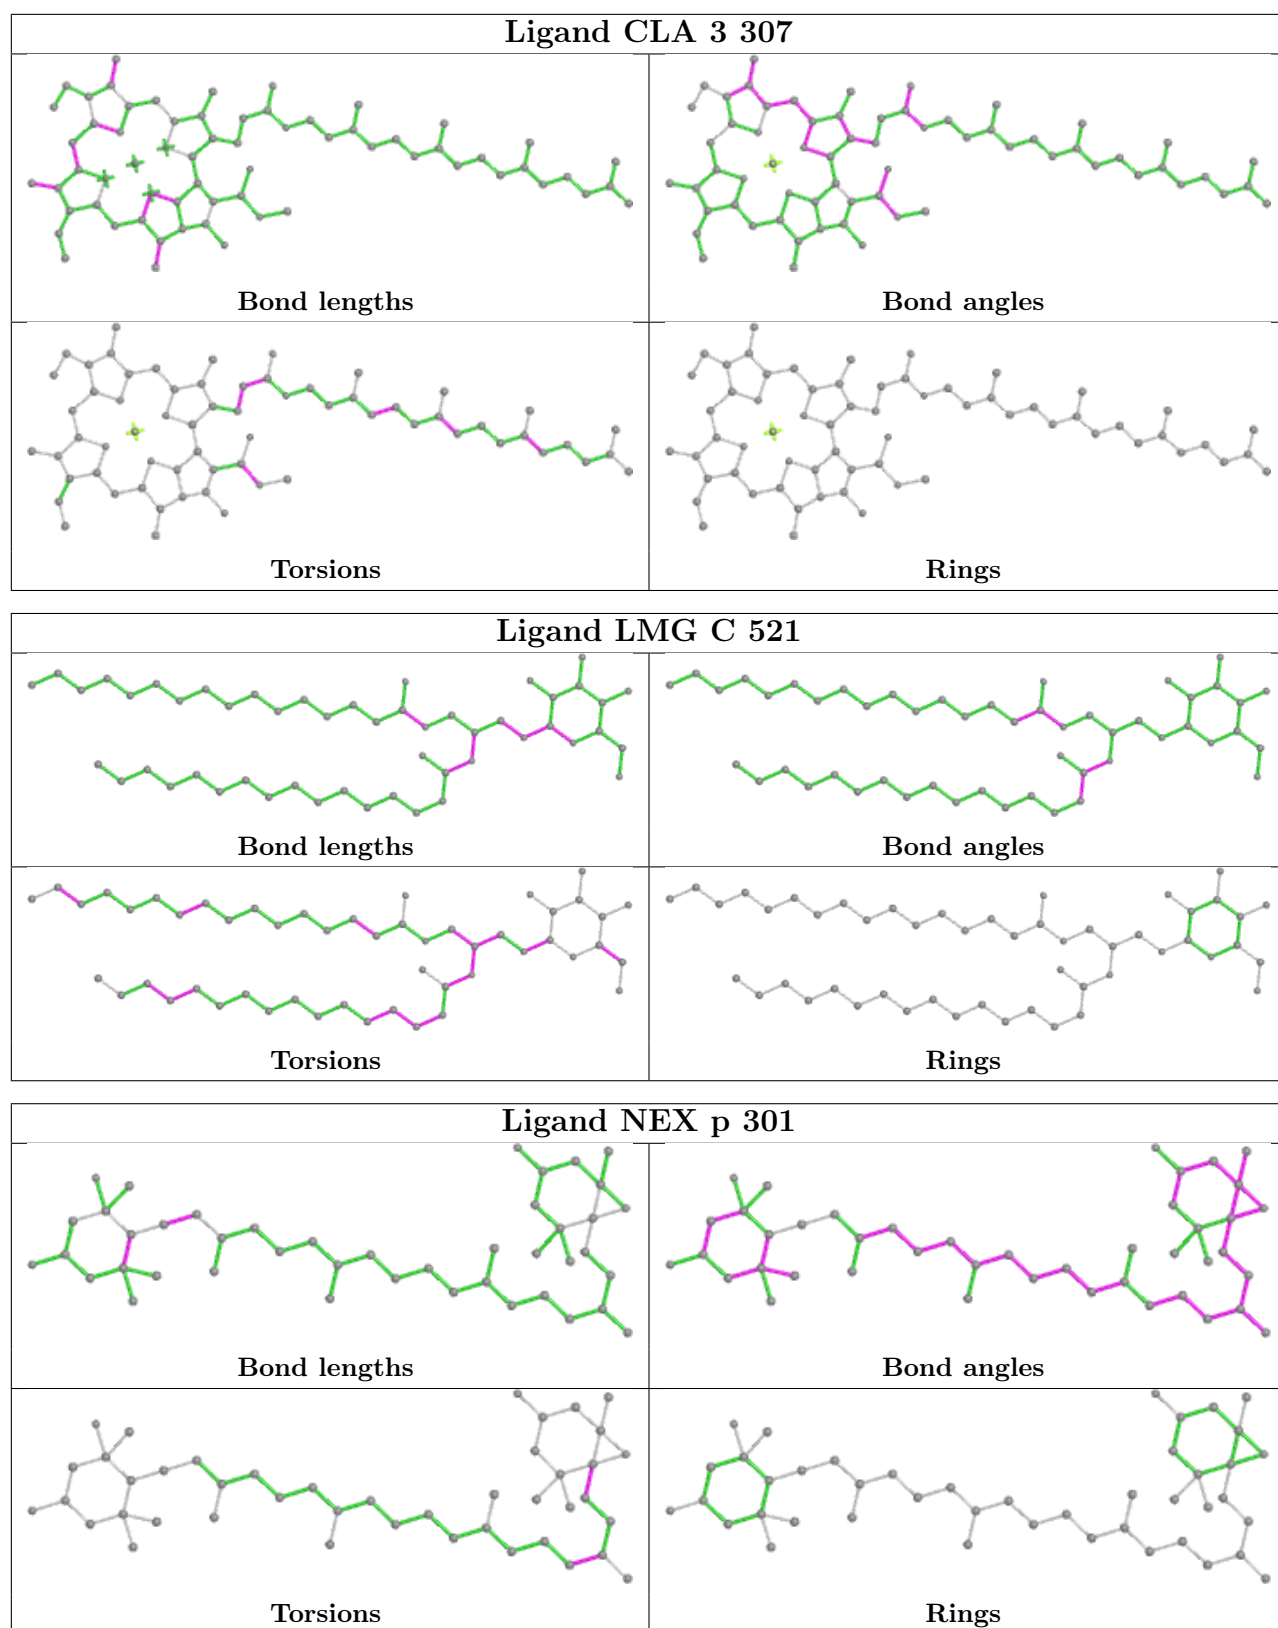 Ligand CLA 3 307
Bond lengths
Bond angles
Torsions
Rings
Ligand LMG C 521
Bond lengths
Bond angles
Torsions
Rings
Ligand NEX p 301
Bond lengths
Bond angles
Torsions
Rings